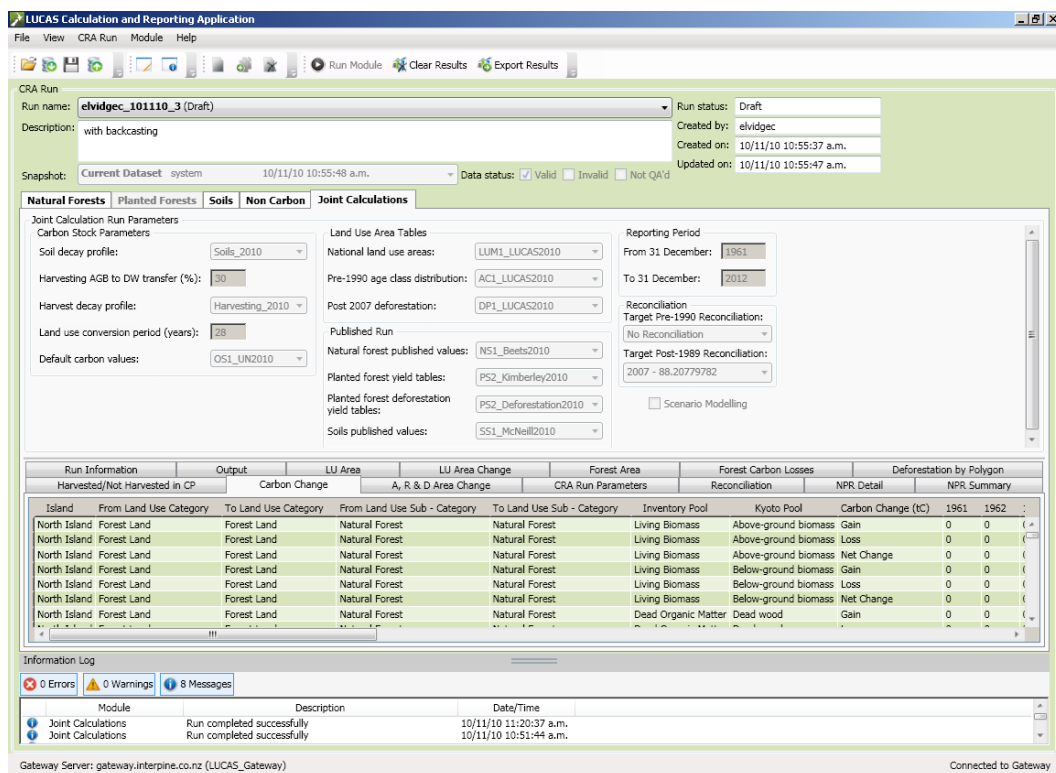 LUCAS Calculation and Reporting Application
File View CRA Run Module Help
Run Module Clear Results Export Results
CRA Run
Run name: elvidgec_101110_3 (Draft) Run status: Draft
Description: with backcasting Created by: elvidgec
Created on: 10/11/10 10:55:37 a.m.
Updated on: 10/11/10 10:55:47 a.m.
Snapshot: Current Dataset system 10/11/10 10:55:48 a.m. Data status: Valid Invalid Not QA'd
Natural Forests Planted Forests Soils Non Carbon Joint Calculations
Joint Calculation Run Parameters
Carbon Stock Parameters Land Use Area Tables Reporting Period
Soil decay profile: Soils_2010 National land use areas: LUM1_LUCAS2010 From 31 December: 1961
Harvesting AGB to DW transfer (%): 30 Pre-1990 age class distribution: AC1_LUCAS2010 To 31 December: 2012
Harvest decay profile: Harvesting_2010 Post 2007 deforestation: DP1_LUCAS2010 Reconciliation
Target Pre-1990 Reconciliation:
Land use conversion period (years): 28 Published Run No Reconciliation
Default carbon values: OS1_UN2010 Natural forest published values: NS1_Beets2010 Target Post-1989 Reconciliation:
Planted forest yield tables: PS2_Kimberley2010 2007 - 88.20779782
Planted forest deforestation yield tables: PS2_Deforestation2010 Scenario Modelling
Soils published values: SS1_McNeill2010
Run Information Output LU Area LU Area Change Forest Area Forest Carbon Losses Deforestation by Polygon
Harvested/Not Harvested in CP Carbon Change A, R & D Area Change CRA Run Parameters Reconciliation NPR Detail NPR Summary
Island From Land Use Category To Land Use Category From Land Use Sub - Category To Land Use Sub - Category Inventory Pool Kyoto Pool Carbon Change (tC) 1961 1962
North Island Forest Land Forest Land Natural Forest Natural Forest Living Biomass Above-ground biomass Gain 0 0
North Island Forest Land Forest Land Natural Forest Natural Forest Living Biomass Above-ground biomass Loss 0 0
North Island Forest Land Forest Land Natural Forest Natural Forest Living Biomass Above-ground biomass Net Change 0 0
North Island Forest Land Forest Land Natural Forest Natural Forest Living Biomass Below-ground biomass Gain 0 0
North Island Forest Land Forest Land Natural Forest Natural Forest Living Biomass Below-ground biomass Loss 0 0
North Island Forest Land Forest Land Natural Forest Natural Forest Living Biomass Below-ground biomass Net Change 0 0
North Island Forest Land Forest Land Natural Forest Natural Forest Dead Organic Matter Dead wood Gain 0 0
Information Log
0 Errors 0 Warnings 8 Messages
Module Description Date/Time
Joint Calculations Run completed successfully 10/11/10 11:20:37 a.m.
Joint Calculations Run completed successfully 10/11/10 10:51:44 a.m.
Gateway Server: gateway.interpine.co.nz (LUCAS_Gateway) Connected to Gateway